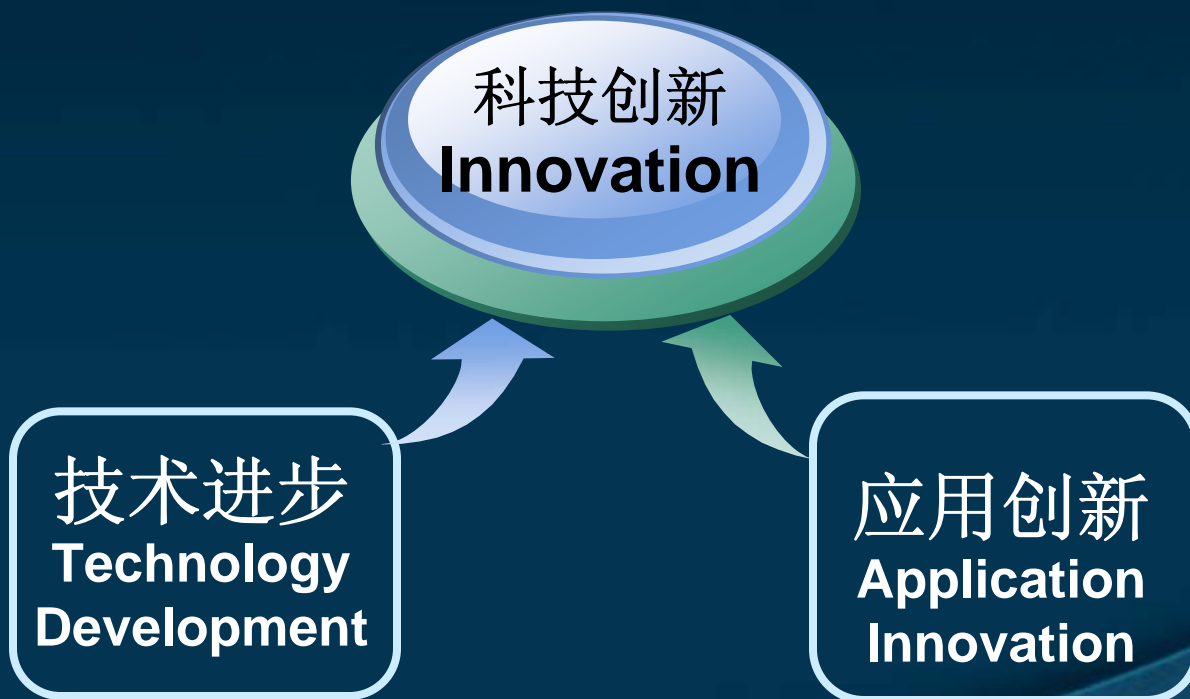 科技创新
Innovation
技术进步
Technology
Development
应用创新
Application
Innovation